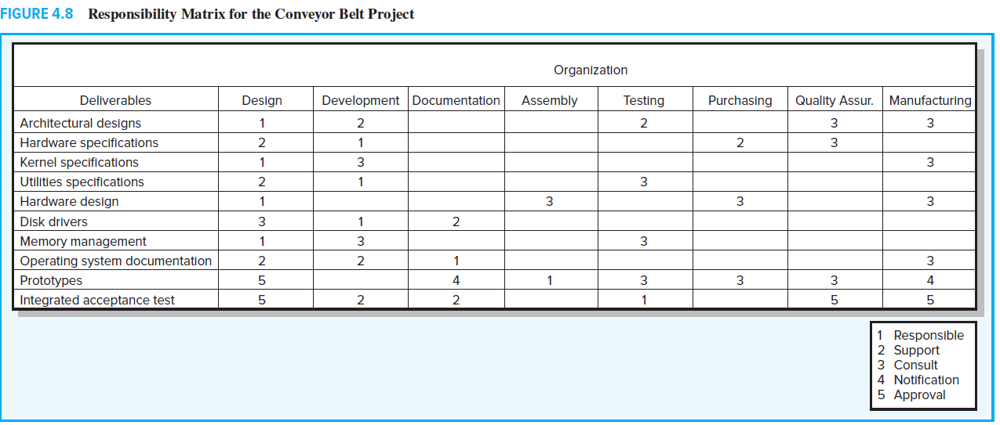 FIGURE 4.8 Responsibility Matrix for the Conveyor Belt Project
Organization
Deliverables Design Development Documentation Assembly Testing Purchasing Quality Assur. Manufacturing
Architectural designs 1 2 2 3 3
Hardware specifications 2 1 2 3
Kernel specifications 1 3 3
Utilities specifications 2 1 3
Hardware design 1 3 3 3
Disk drivers 3 1 2
Memory management 1 3 3
Operating system documentation 2 2 1 3
Prototypes 5 4 1 3 3 3 4
Integrated acceptance test 5 2 2 1 5 5
1 Responsible
2 Support
3 Consult
4 Notification
5 Approval